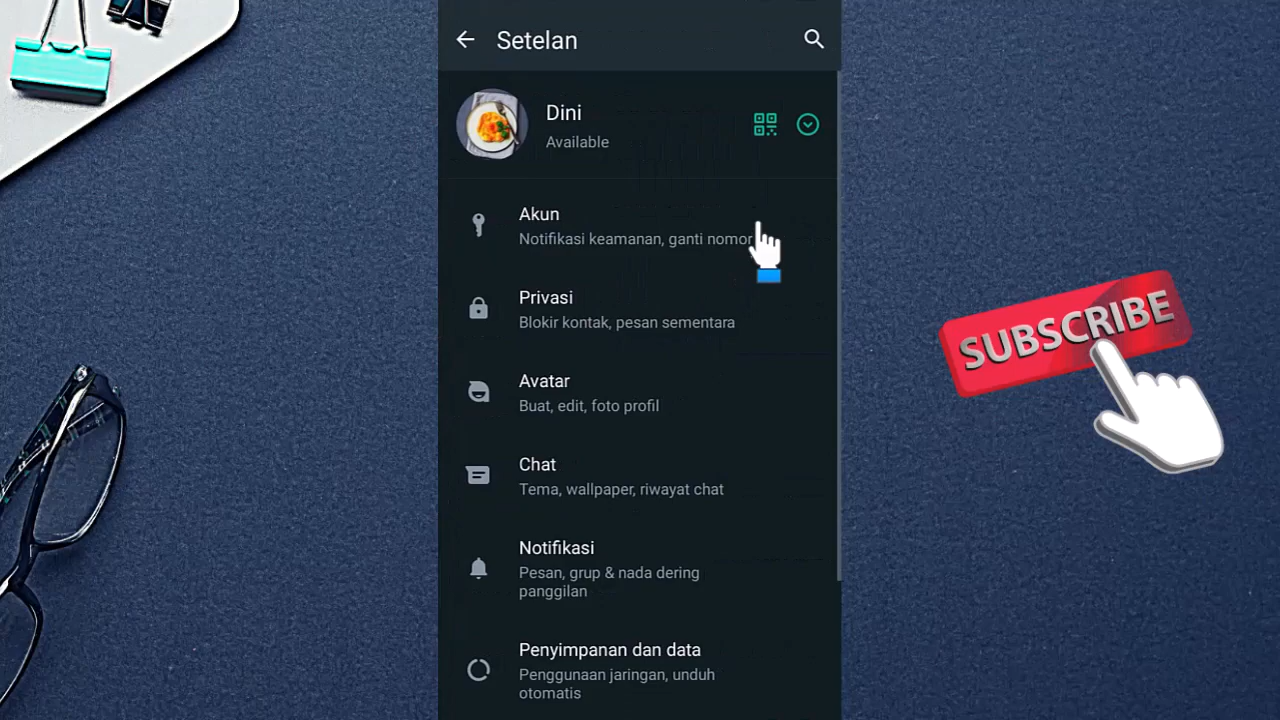 Setelan
Dini
Available
Akun
Notifikasi keamanan, ganti nomor
Privasi
Blokir kontak, pesan sementara
Avatar
Buat, edit, foto profil
Chat
Tema, wallpaper, riwayat chat
Notifikasi
Pesan, grup & nada dering
panggilan
Penyimpanan dan data
Penggunaan jaringan, unduh
otomatis
SUBSCRIBE